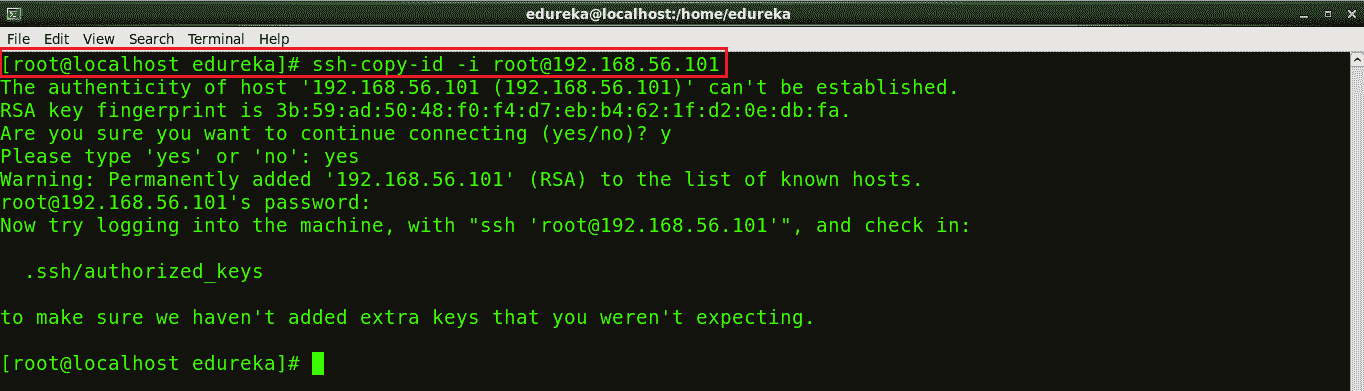 edureka@localhost:/home/edureka
File Edit View Search Terminal Help
[root@localhost edureka]# ssh-copy-id -i root@192.168.56.101
The authenticity of host '192.168.56.101 (192.168.56.101)' can't be established.
RSA key fingerprint is 3b:59:ad:50:48:f0:f4:d7:eb:b4:62:1f:d2:0e:db:fa.
Are you sure you want to continue connecting (yes/no)? y
Please type 'yes' or 'no': yes
Warning: Permanently added '192.168.56.101' (RSA) to the list of known hosts.
root@192.168.56.101's password:
Now try logging into the machine, with "ssh 'root@192.168.56.101'", and check in:
.ssh/authorized_keys
to make sure we haven't added extra keys that you weren't expecting.
[root@localhost edureka]#